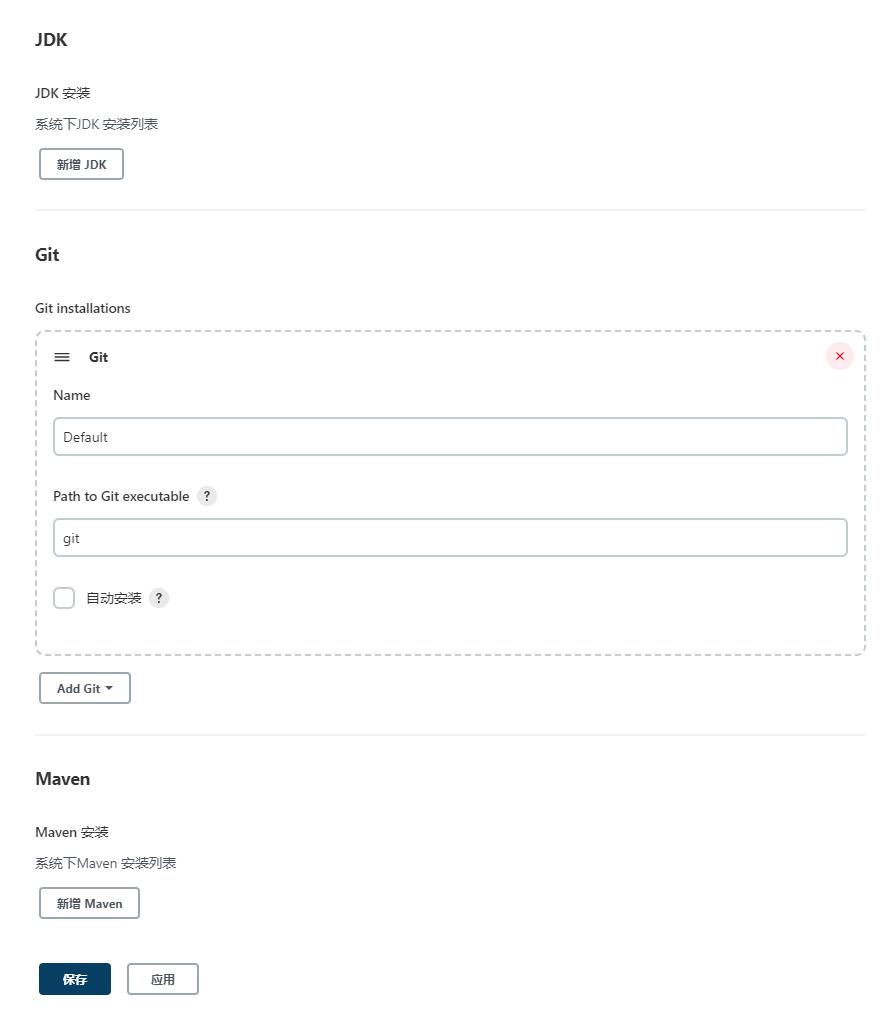 JDK
JDK 安装
系统下JDK 安装列表
新增 JDK
Git
Git installations
Git
Name
Default
Path to Git executable ?
git
自动安装 ?
Add Git
Maven
Maven 安装
系统下Maven 安装列表
新增 Maven
保存 应用